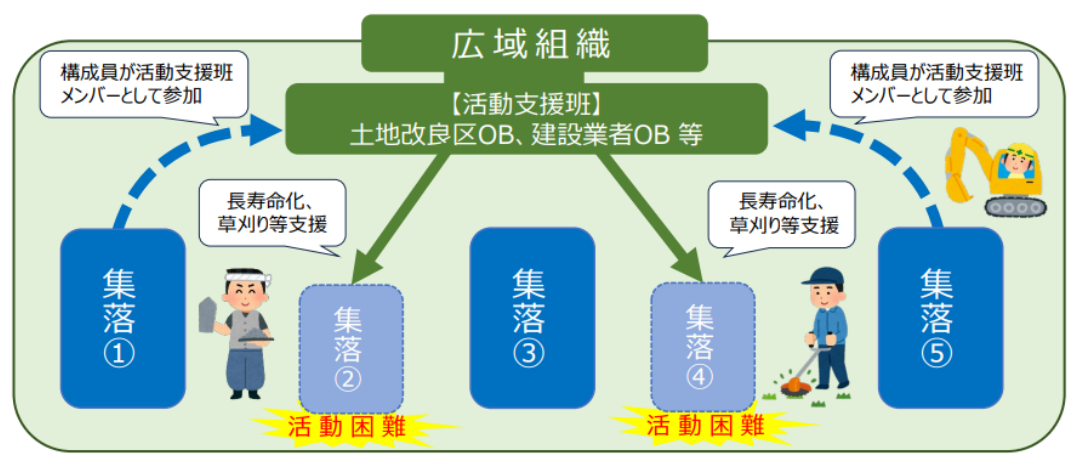 広域組織
【活動支援班】
土地改良区OB、建設業者OB 等
構成員が活動支援班
メンバーとして参加
構成員が活動支援班
メンバーとして参加
長寿命化、
草刈り等支援
長寿命化、
草刈り等支援
集落①
集落②
集落③
集落④
集落⑤
活動困難
活動困難